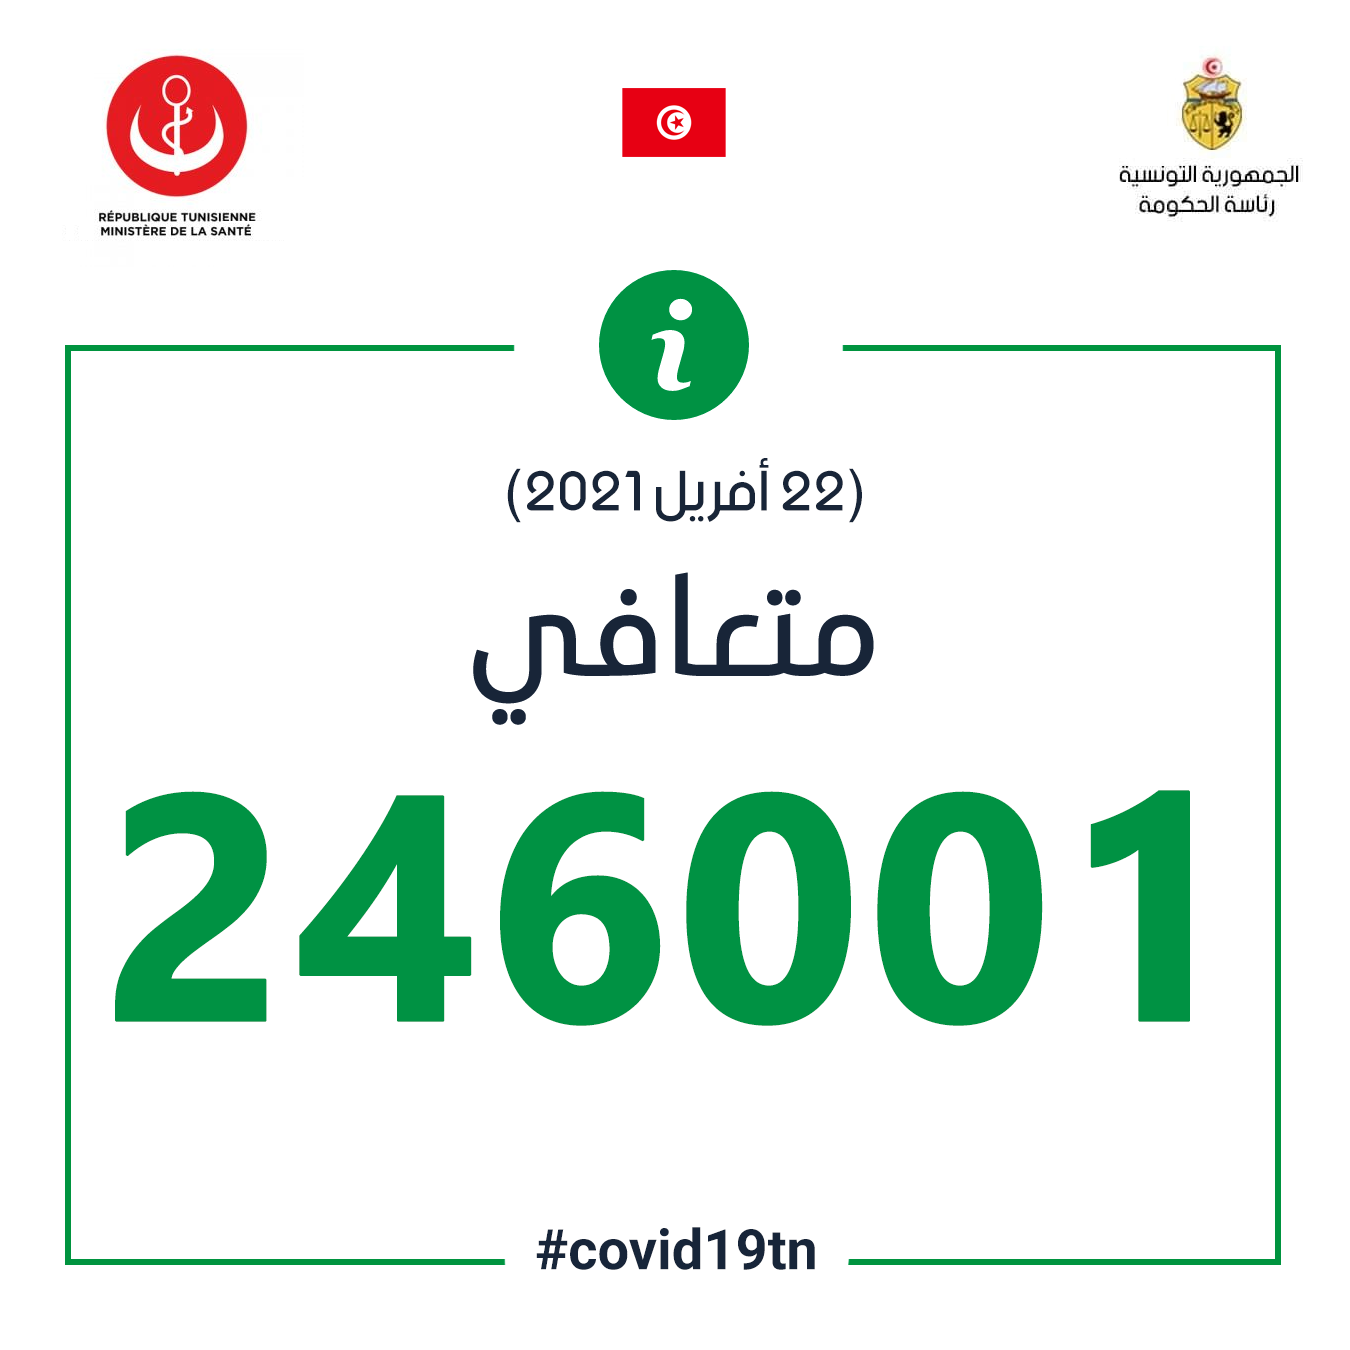 RÉPUBLIQUE TUNISIENNE
MINISTÈRE DE LA SANTÉ
الجمهورية التونسية
رئاسة الحكومة
i
(22 أفريل 2021)
متعافي
246001
#covid19tn